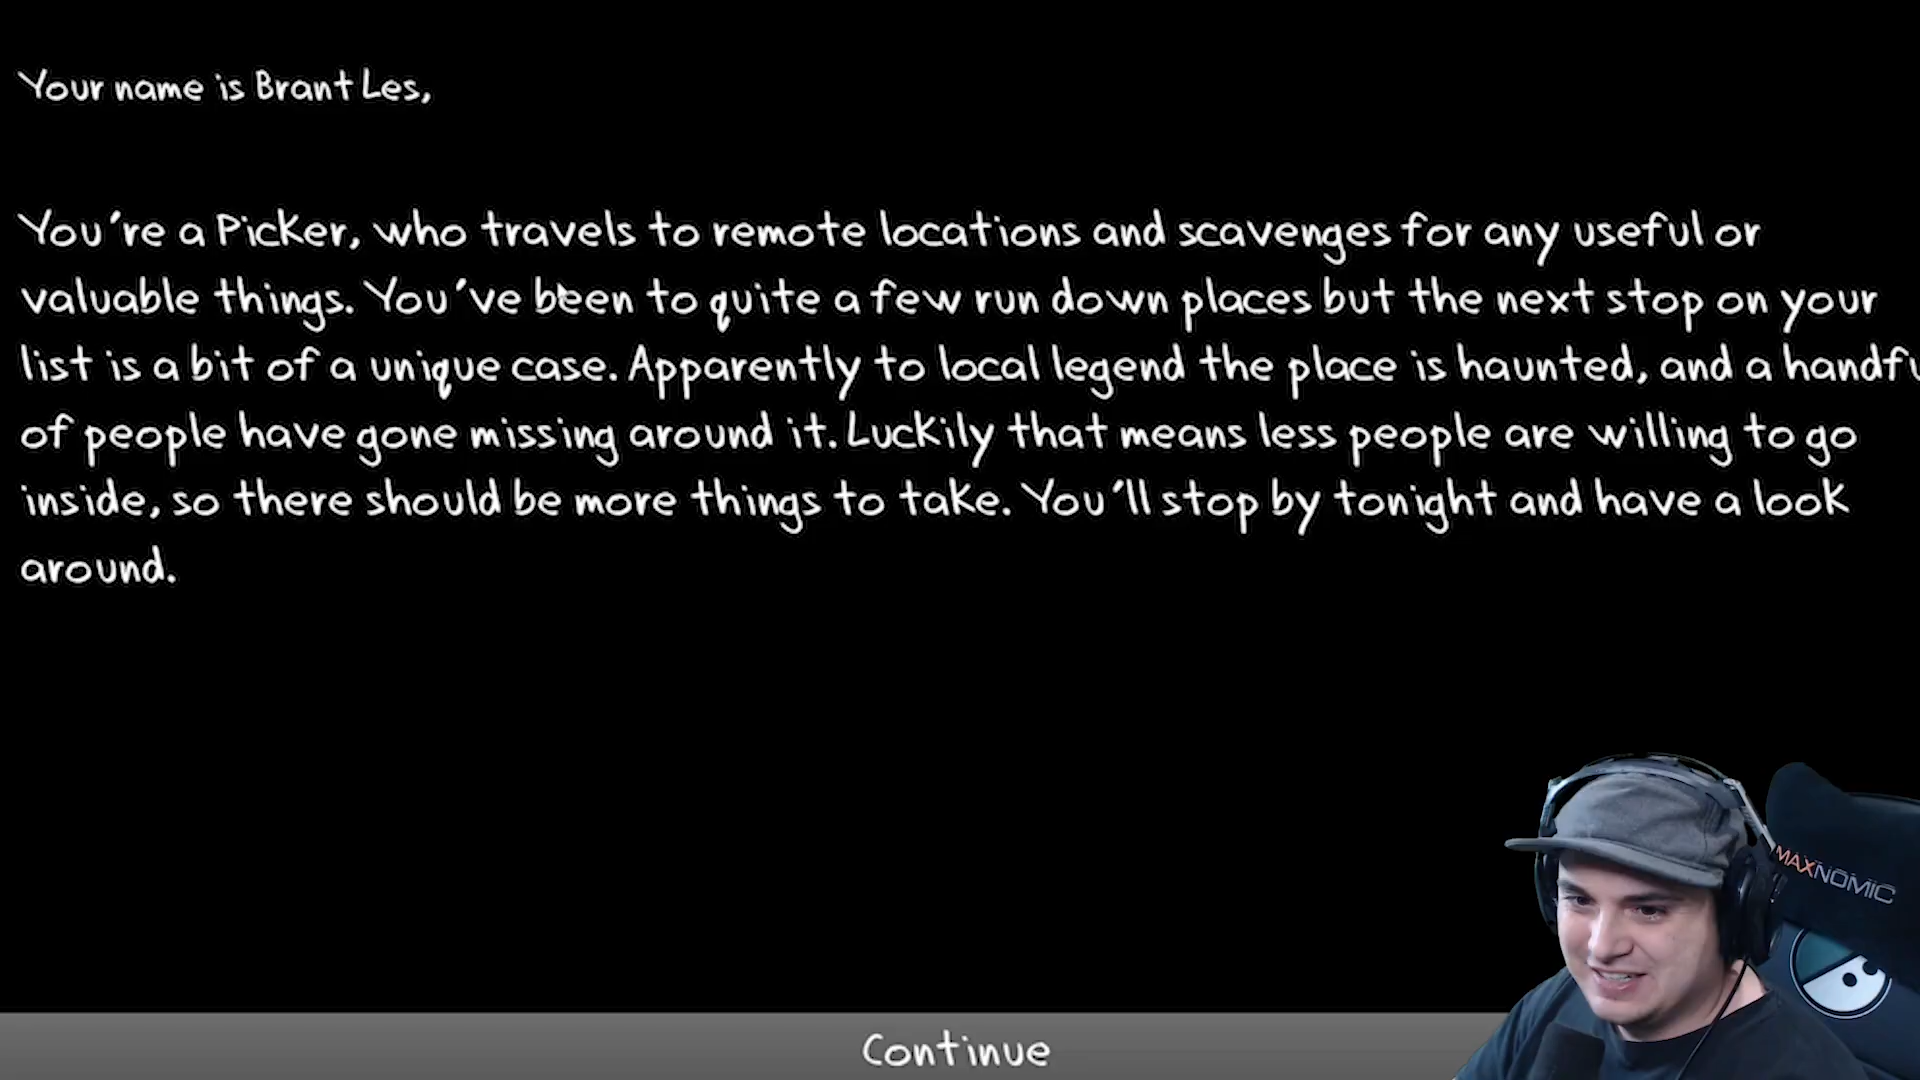 Your name is Brant Les,
You're a Picker, who travels to remote locations and scavenges for any useful or
valuable things. You've been to quite a few run down places but the next stop on your
list is a bit of a unique case. Apparently to local legend the place is haunted, and a handfu
of people have gone missing around it. Luckily that means less people are willing to go
inside, so there should be more things to take. You'll stop by tonight and have a look
around.
MAXNOMIC
Continue